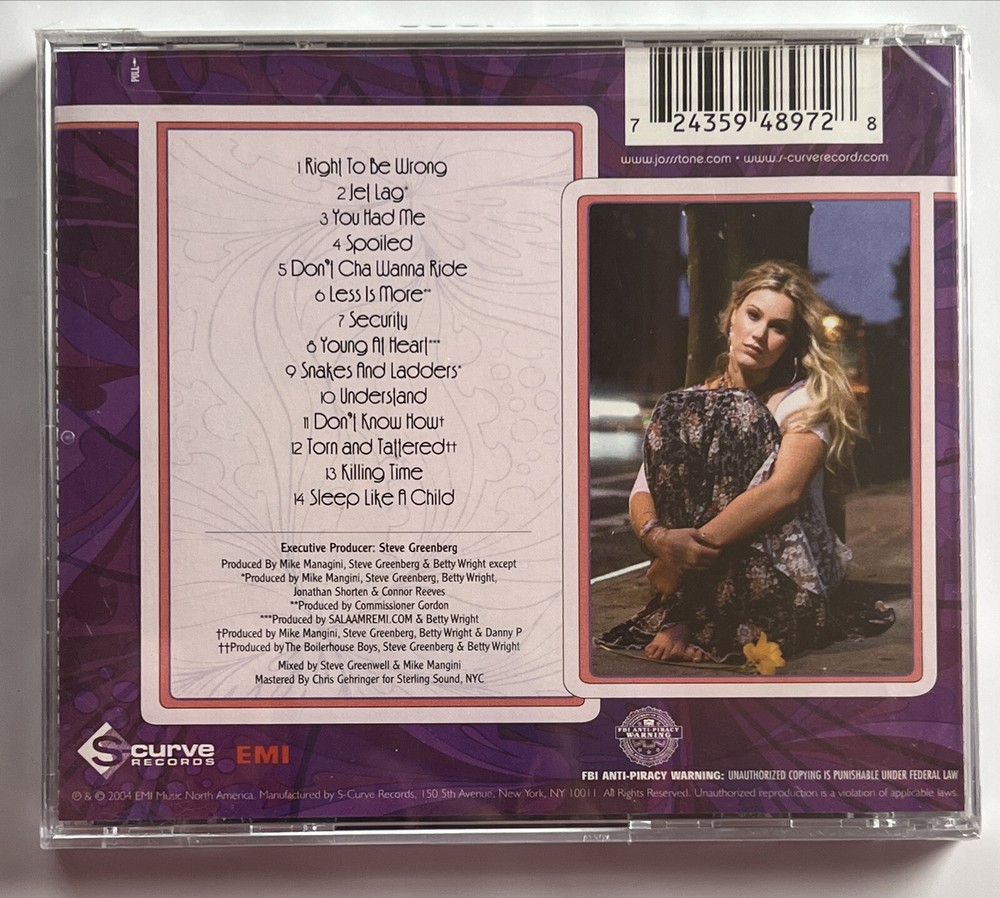 PULL
7 24359 48972 8
www.jossstone.com • www.s-curverecords.com
1 Right To Be Wrong
2 Jet Lag*
3 You Had Me
4 Spoiled
5 Don't Cha Wanna Ride
6 Less Is More**
7 Security
8 Young At Heart***
9 Snakes And Ladders*
10 Understand
11 Don't Know How†
12 Torn and Tattered††
13 Killing Time
14 Sleep Like A Child
Executive Producer: Steve Greenberg
Produced By Mike Managini, Steve Greenberg & Betty Wright except
*Produced by Mike Mangini, Steve Greenberg, Betty Wright,
Jonathan Shorten & Connor Reeves
**Produced by Commissioner Gordon
***Produced by SALAAMREMI.COM & Betty Wright
†Produced by Mike Mangini, Steve Greenberg, Betty Wright & Danny P
††Produced by The Boilerhouse Boys, Steve Greenberg & Betty Wright
Mixed by Steve Greenwell & Mike Mangini
Mastered By Chris Gehringer for Sterling Sound, NYC
S-curve
RECORDS
EMI
FBI ANTI-PIRACY
WARNING
FBI ANTI-PIRACY WARNING: UNAUTHORIZED COPYING IS PUNISHABLE UNDER FEDERAL LAW
℗ & © 2004 EMI Music North America. Manufactured by S-Curve Records, 150 5th Avenue, New York, NY 10011 All Rights Reserved. Unauthorized reproduction is a violation of applicable laws.